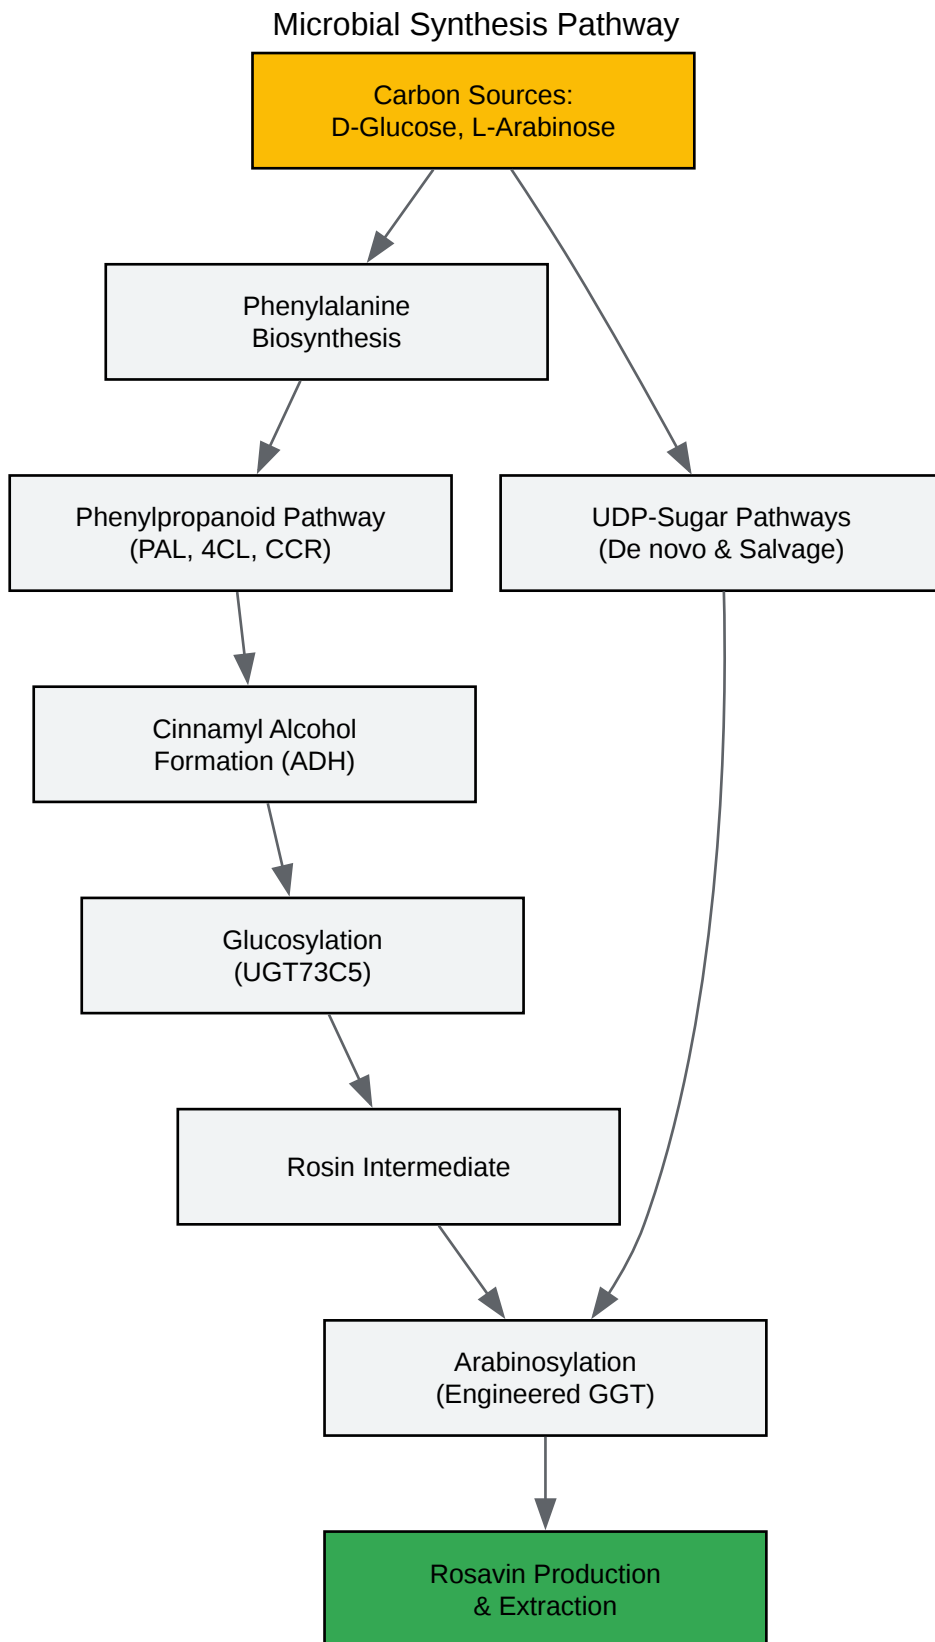 Microbial Synthesis Pathway
Carbon Sources:
D-Glucose, L-Arabinose
Phenylalanine
Biosynthesis
Phenylpropanoid Pathway
(PAL, 4CL, CCR)
UDP-Sugar Pathways
(De novo & Salvage)
Cinnamyl Alcohol
Formation (ADH)
Glucosylation
(UGT73C5)
Rosin Intermediate
Arabinosylation
(Engineered GGT)
Rosavin Production
& Extraction